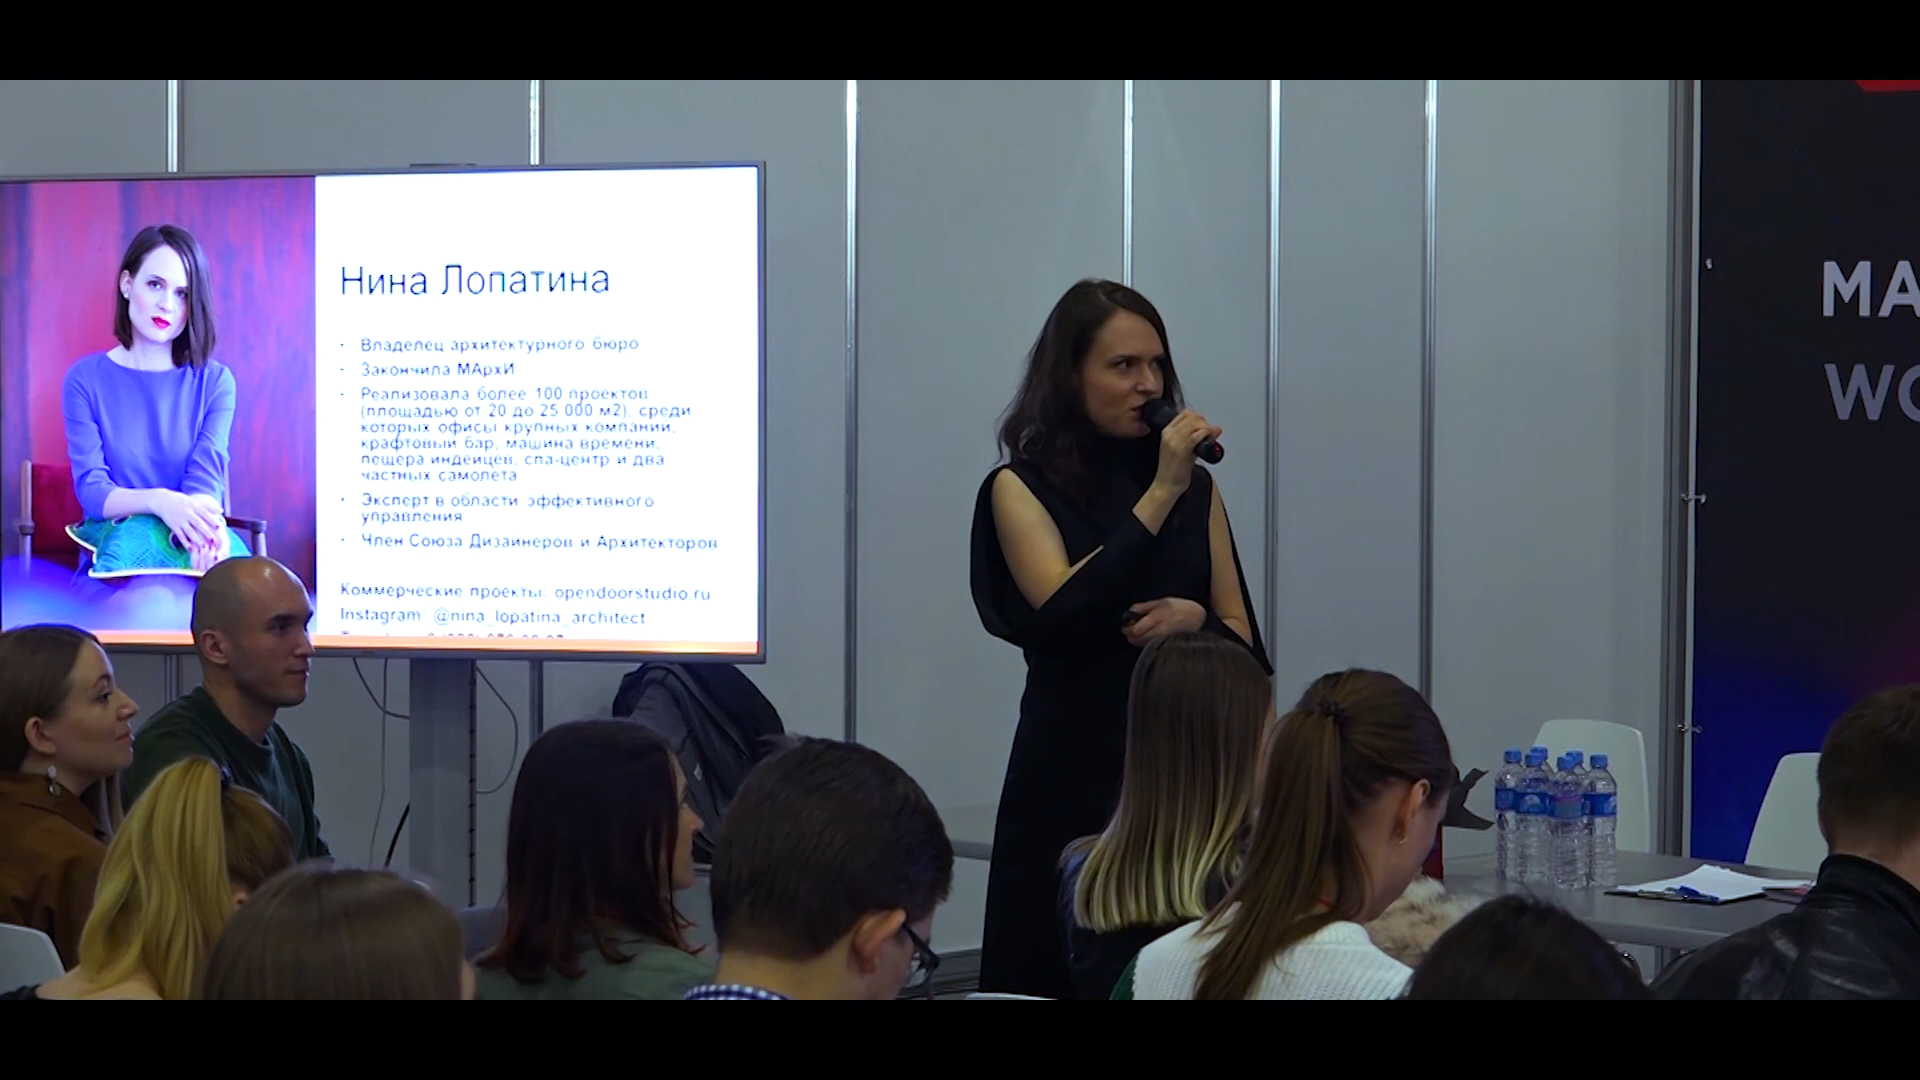 Нина Лопатина
· Владелец архитектурного бюро
· Закончила МАрхИ
· Реализовала более 100 проектов
(площадью от 20 до 25 000 м2), среди
которых офисы крупных компаний,
крафтовый бар, машина времени,
пещера индейцев, спа-центр и два
частных самолета
· Эксперт в области эффективного
управления
· Член Союза Дизайнеров и Архитекторов
Коммерческие проекты: opendoorstudio.ru
Instagram: @nina_lopatina_architect
MA
WO